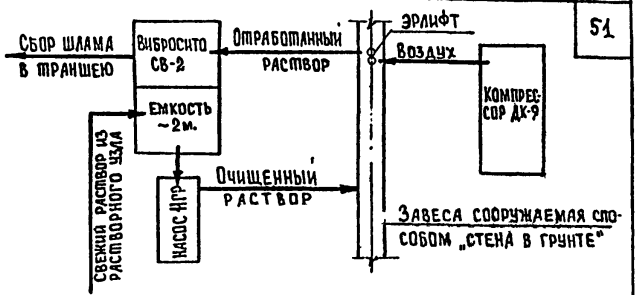 51
ЭРЛИФТ
СБОР ШЛАМА
В ТРАНШЕЮ
ВИБРОСИТО
СВ-2
ОТРАБОТАННЫЙ
РАСТВОР
ВОЗДУХ
КОМПРЕС-
СОР ДК-9
ЕМКОСТЬ
~2м.
СВЕЖИЙ РАСТВОР ИЗ
РАСТВОРНОГО УЗЛА
НАСОС НГР
ОЧИЩЕННЫЙ
РАСТВОР
ЗАВЕСА СООРУЖАЕМАЯ СПО-
СОБОМ „СТЕНА В ГРУНТЕ"